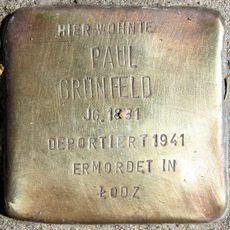 HIER WOHNTE
PAUL
GRÜNFELD
JG. 1881
DEPORTIERT 1941
ERMORDET IN
ŁODZ